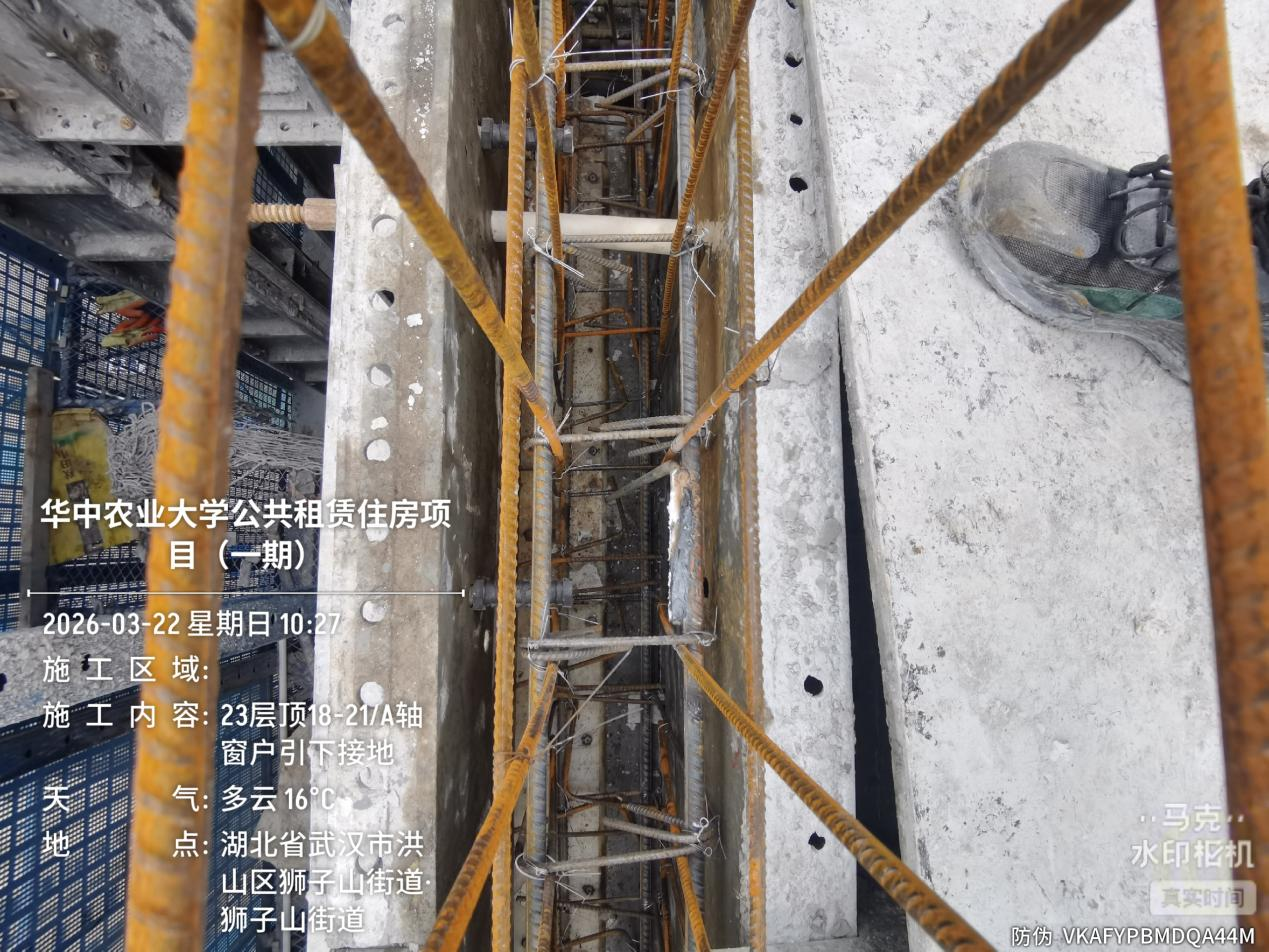 华中农业大学公共租赁住房项
目（一期）
2026-03-22 星期日 10:27
施工区域:
施工内容: 23层顶18-21/A轴
窗户引下接地
天气: 多云 16℃
地点: 湖北省武汉市洪
山区狮子山街道·
狮子山街道
马克
水印相机
真实时间
防伪 VKAFYPBMDQA44M